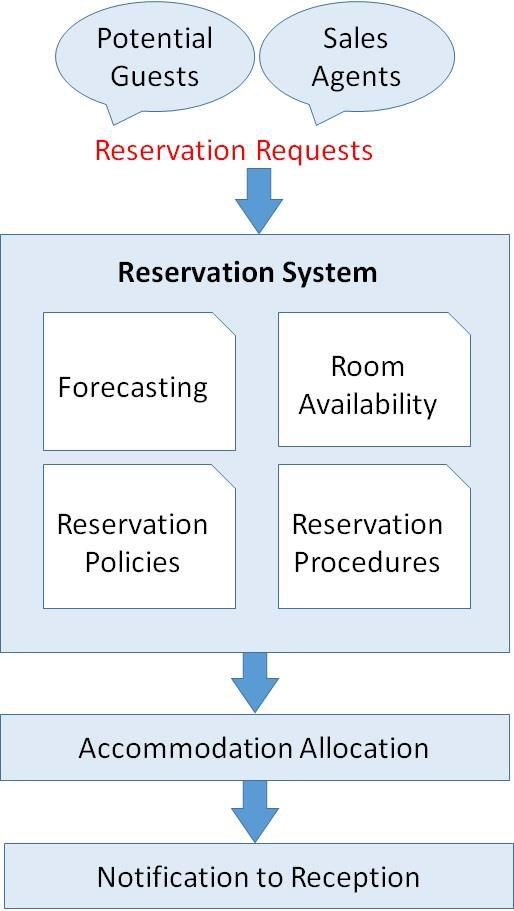 Potential
Guests
Sales
Agents
Reservation Requests
Reservation System
Forecasting
Room
Availability
Reservation
Policies
Reservation
Procedures
Accommodation Allocation
Notification to Reception